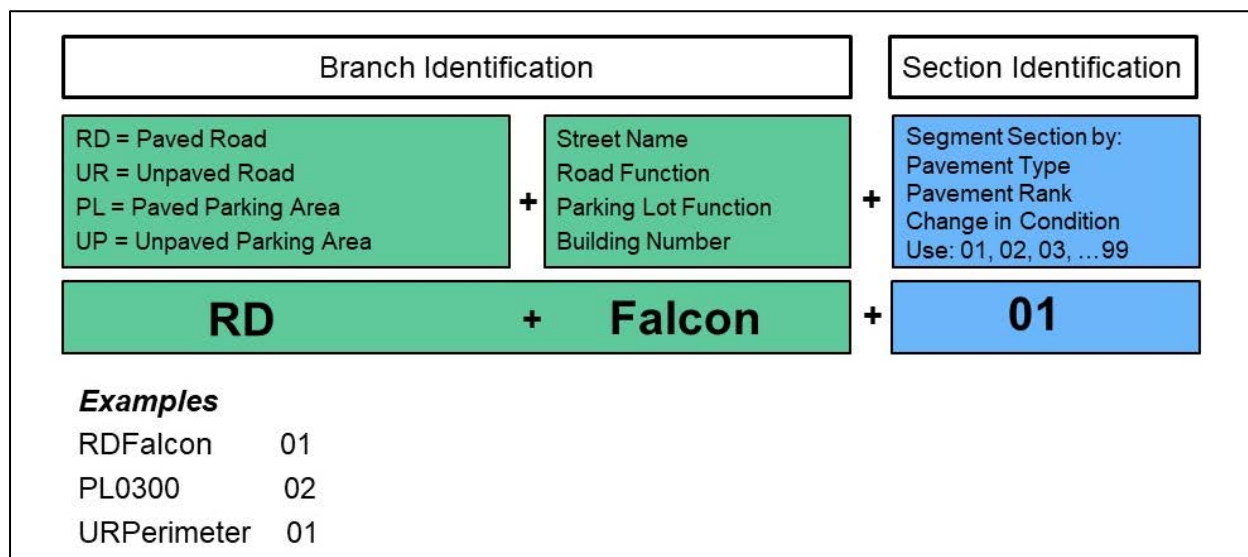 Branch Identification
Section Identification
RD = Paved Road
UR = Unpaved Road
PL = Paved Parking Area
UP = Unpaved Parking Area
+
Street Name
Road Function
Parking Lot Function
Building Number
+
Segment Section by:
Pavement Type
Pavement Rank
Change in Condition
Use: 01, 02, 03, …99
RD + Falcon + 01
Examples
RDFalcon 01
PL0300 02
URPerimeter 01